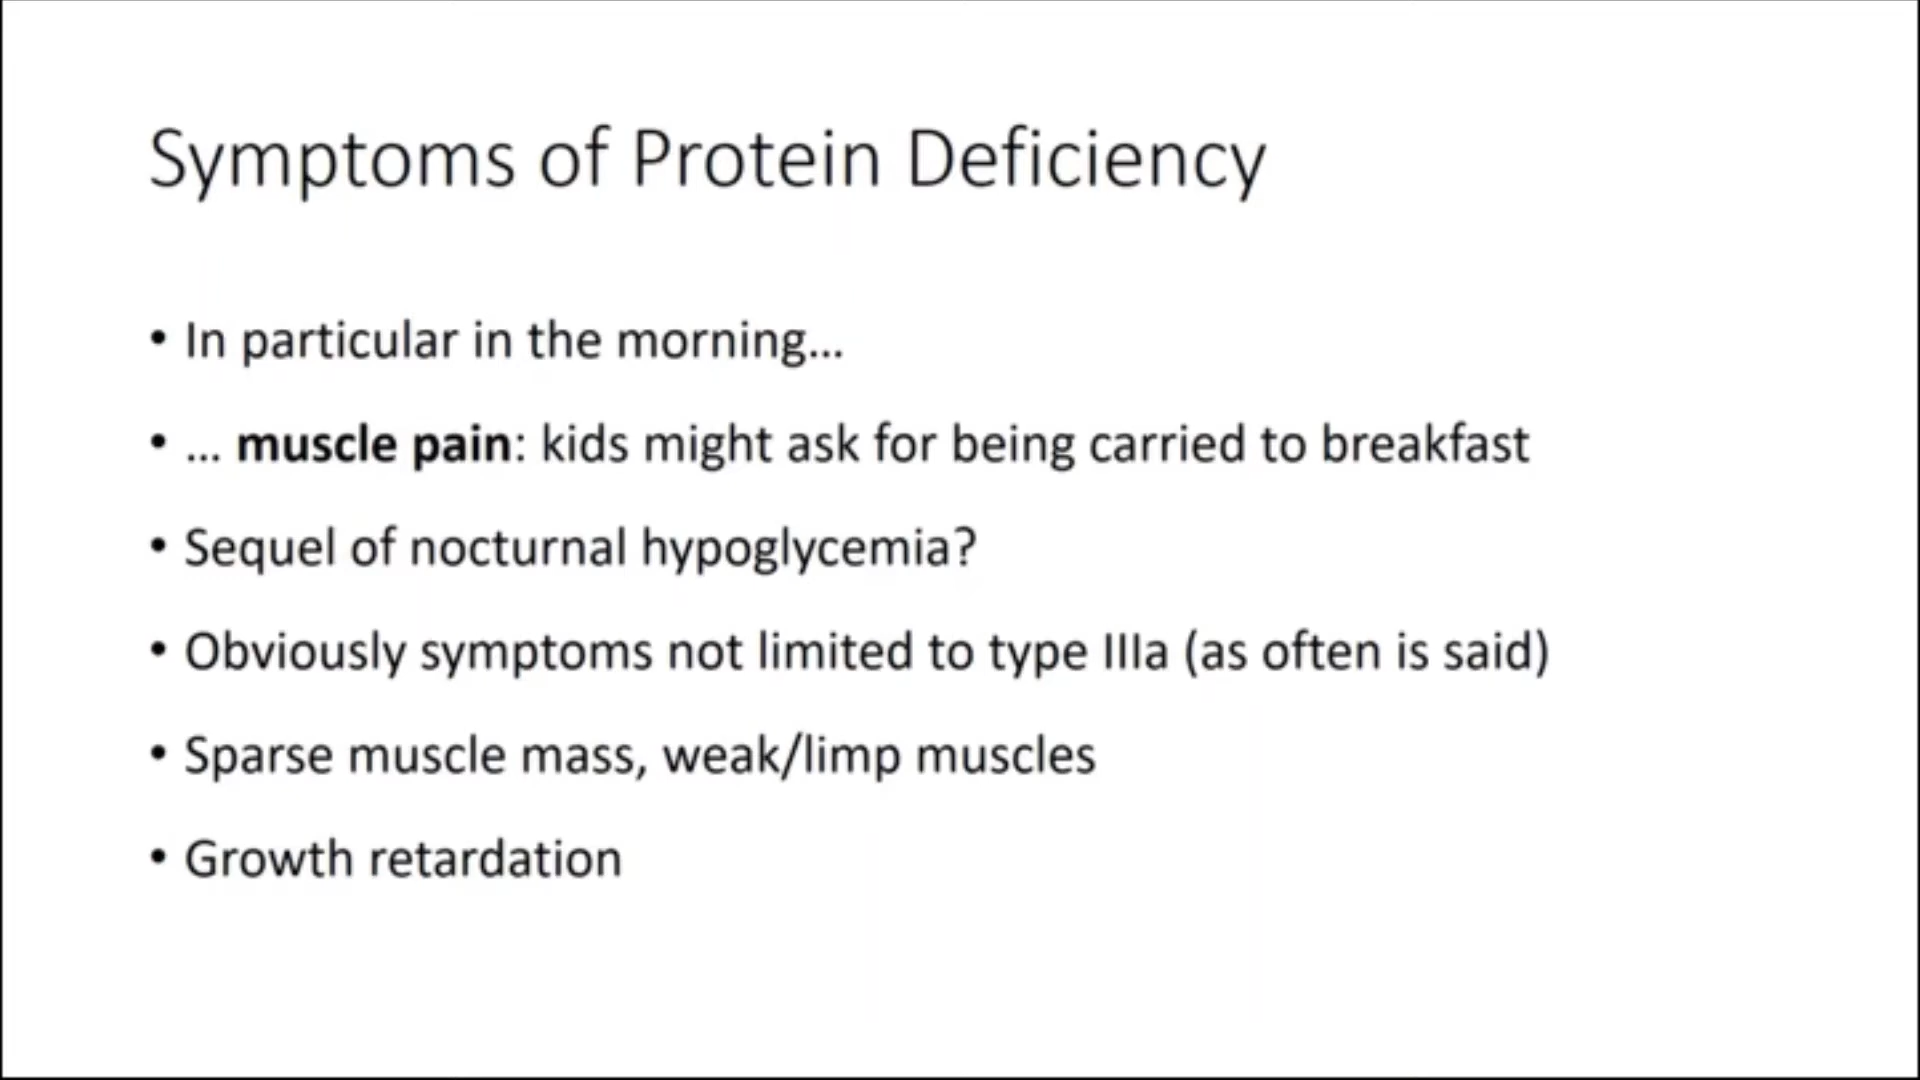 Symptoms of Protein Deficiency
• In particular in the morning…
• … muscle pain: kids might ask for being carried to breakfast
• Sequel of nocturnal hypoglycemia?
• Obviously symptoms not limited to type IIIa (as often is said)
• Sparse muscle mass, weak/limp muscles
• Growth retardation